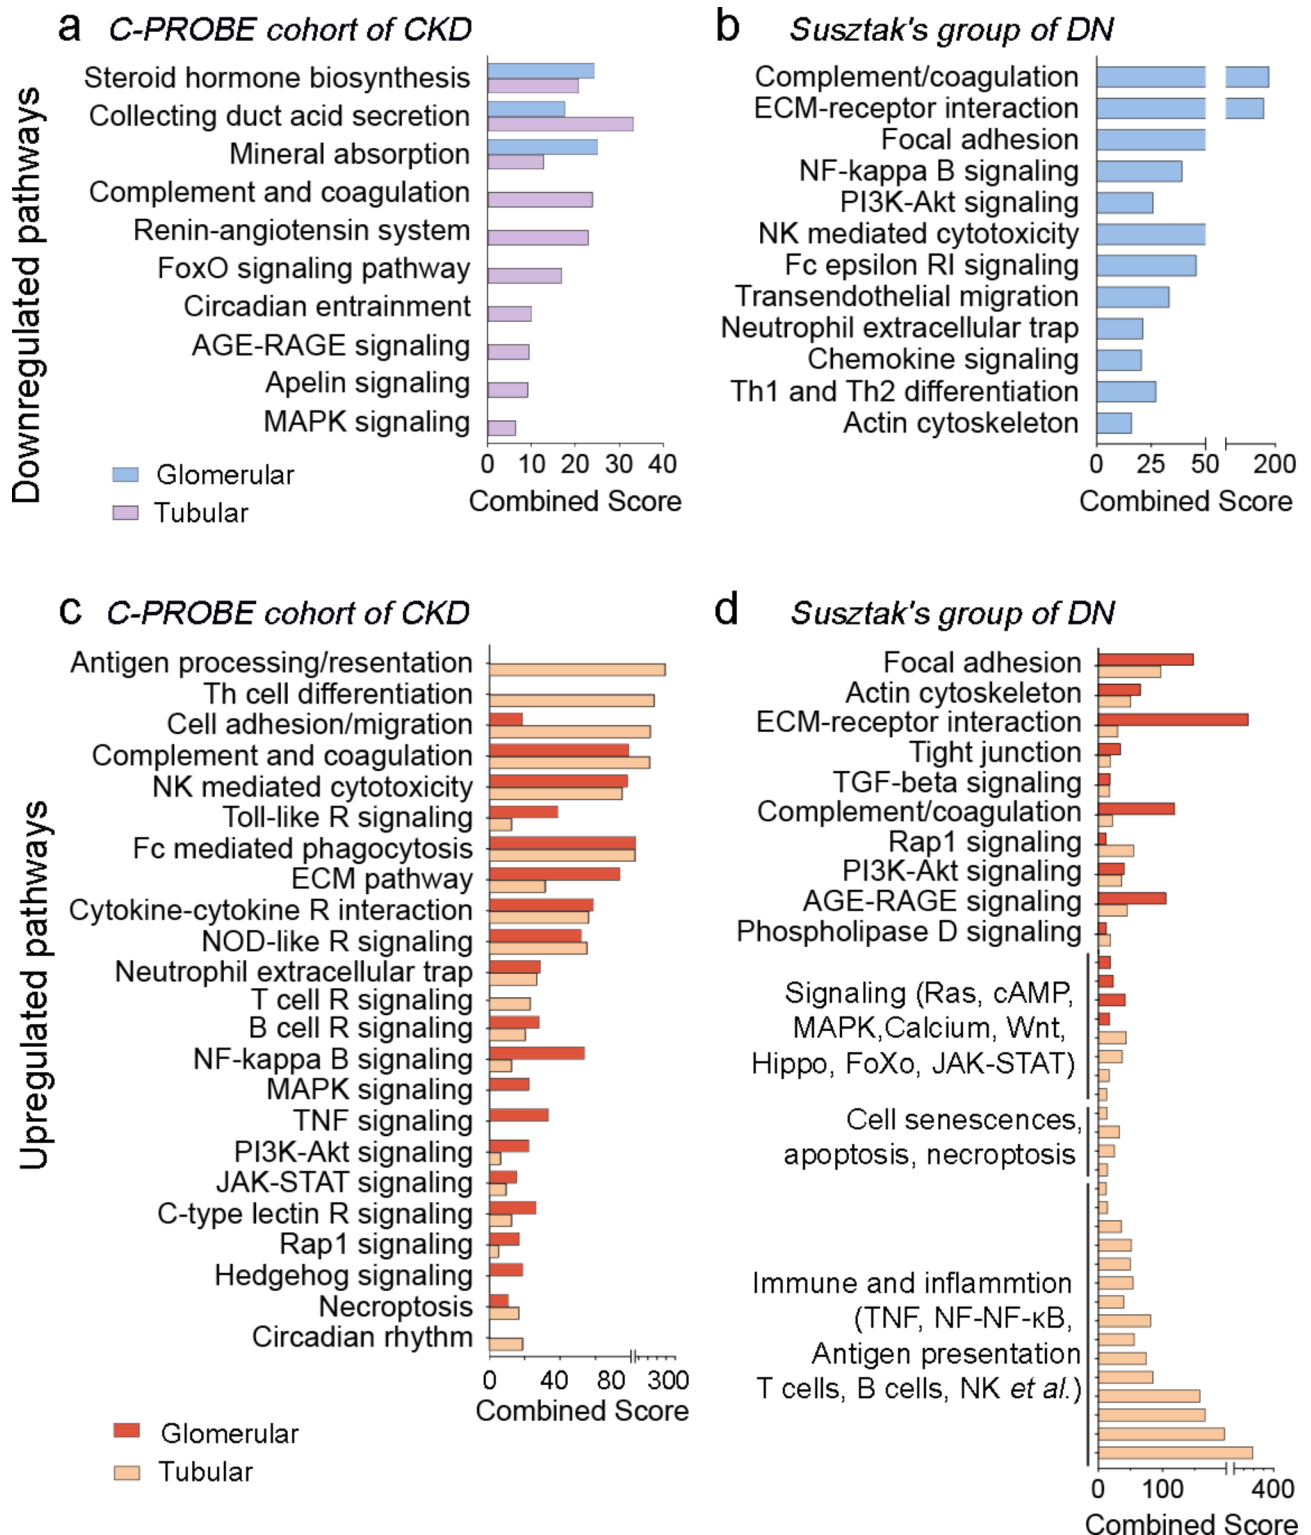 a C-PROBE cohort of CKD
Downregulated pathways
Steroid hormone biosynthesis
Collecting duct acid secretion
Mineral absorption
Complement and coagulation
Renin-angiotensin system
FoxO signaling pathway
Circadian entrainment
AGE-RAGE signaling
Apelin signaling
MAPK signaling
0 10 20 30 40
Combined Score
Glomerular
Tubular
b Susztak's group of DN
Complement/coagulation
ECM-receptor interaction
Focal adhesion
NF-kappa B signaling
PI3K-Akt signaling
NK mediated cytotoxicity
Fc epsilon RI signaling
Transendothelial migration
Neutrophil extracellular trap
Chemokine signaling
Th1 and Th2 differentiation
Actin cytoskeleton
0 25 50 200
Combined Score
c C-PROBE cohort of CKD
Upregulated pathways
Antigen processing/resentation
Th cell differentiation
Cell adhesion/migration
Complement and coagulation
NK mediated cytotoxicity
Toll-like R signaling
Fc mediated phagocytosis
ECM pathway
Cytokine-cytokine R interaction
NOD-like R signaling
Neutrophil extracellular trap
T cell R signaling
B cell R signaling
NF-kappa B signaling
MAPK signaling
TNF signaling
PI3K-Akt signaling
JAK-STAT signaling
C-type lectin R signaling
Rap1 signaling
Hedgehog signaling
Necroptosis
Circadian rhythm
0 40 80 300
Combined Score
Glomerular
Tubular
d Susztak's group of DN
Focal adhesion
Actin cytoskeleton
ECM-receptor interaction
Tight junction
TGF-beta signaling
Complement/coagulation
Rap1 signaling
PI3K-Akt signaling
AGE-RAGE signaling
Phospholipase D signaling
Signaling (Ras, cAMP,
MAPK,Calcium, Wnt,
Hippo, FoXo, JAK-STAT)
Cell senescences,
apoptosis, necroptosis
Immune and inflammtion
(TNF, NF-NF-κB,
Antigen presentation
T cells, B cells, NK et al.)
0 100 400
Combined Score